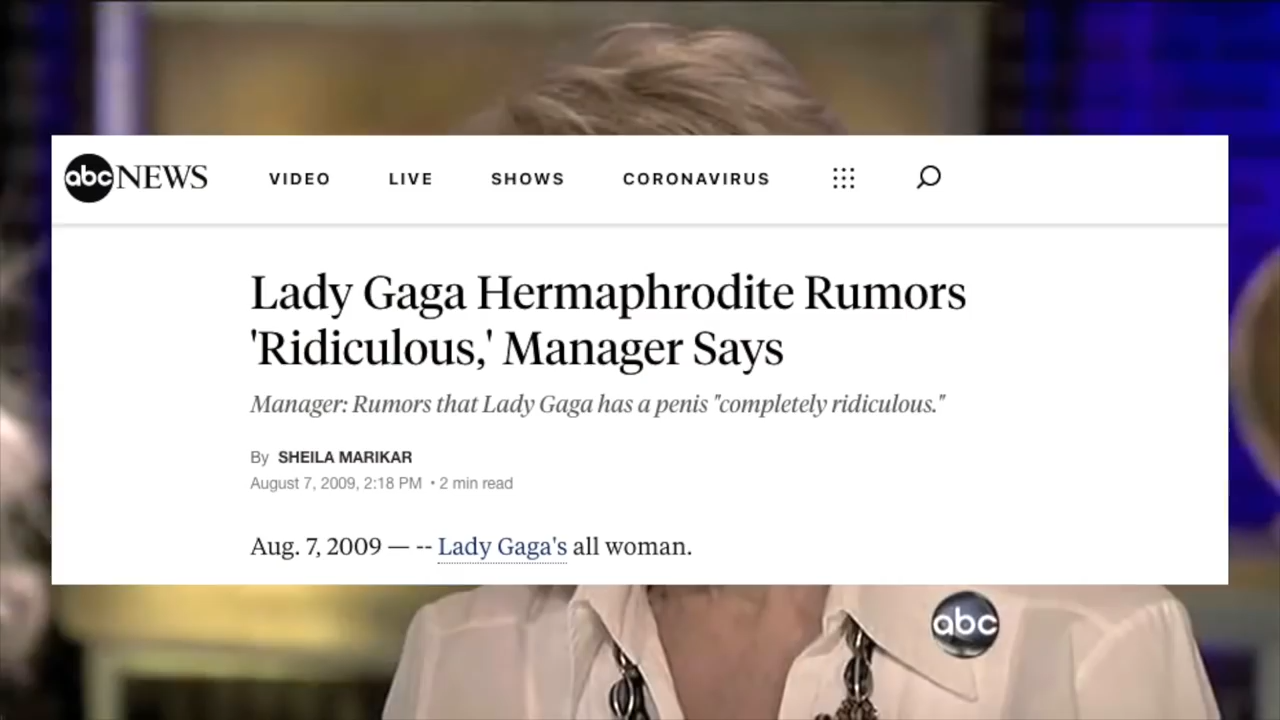 abc NEWS VIDEO LIVE SHOWS CORONAVIRUS
Lady Gaga Hermaphrodite Rumors
'Ridiculous,' Manager Says
Manager: Rumors that Lady Gaga has a penis "completely ridiculous."
By SHEILA MARIKAR
August 7, 2009, 2:18 PM • 2 min read
Aug. 7, 2009 — -- Lady Gaga's all woman.
abc